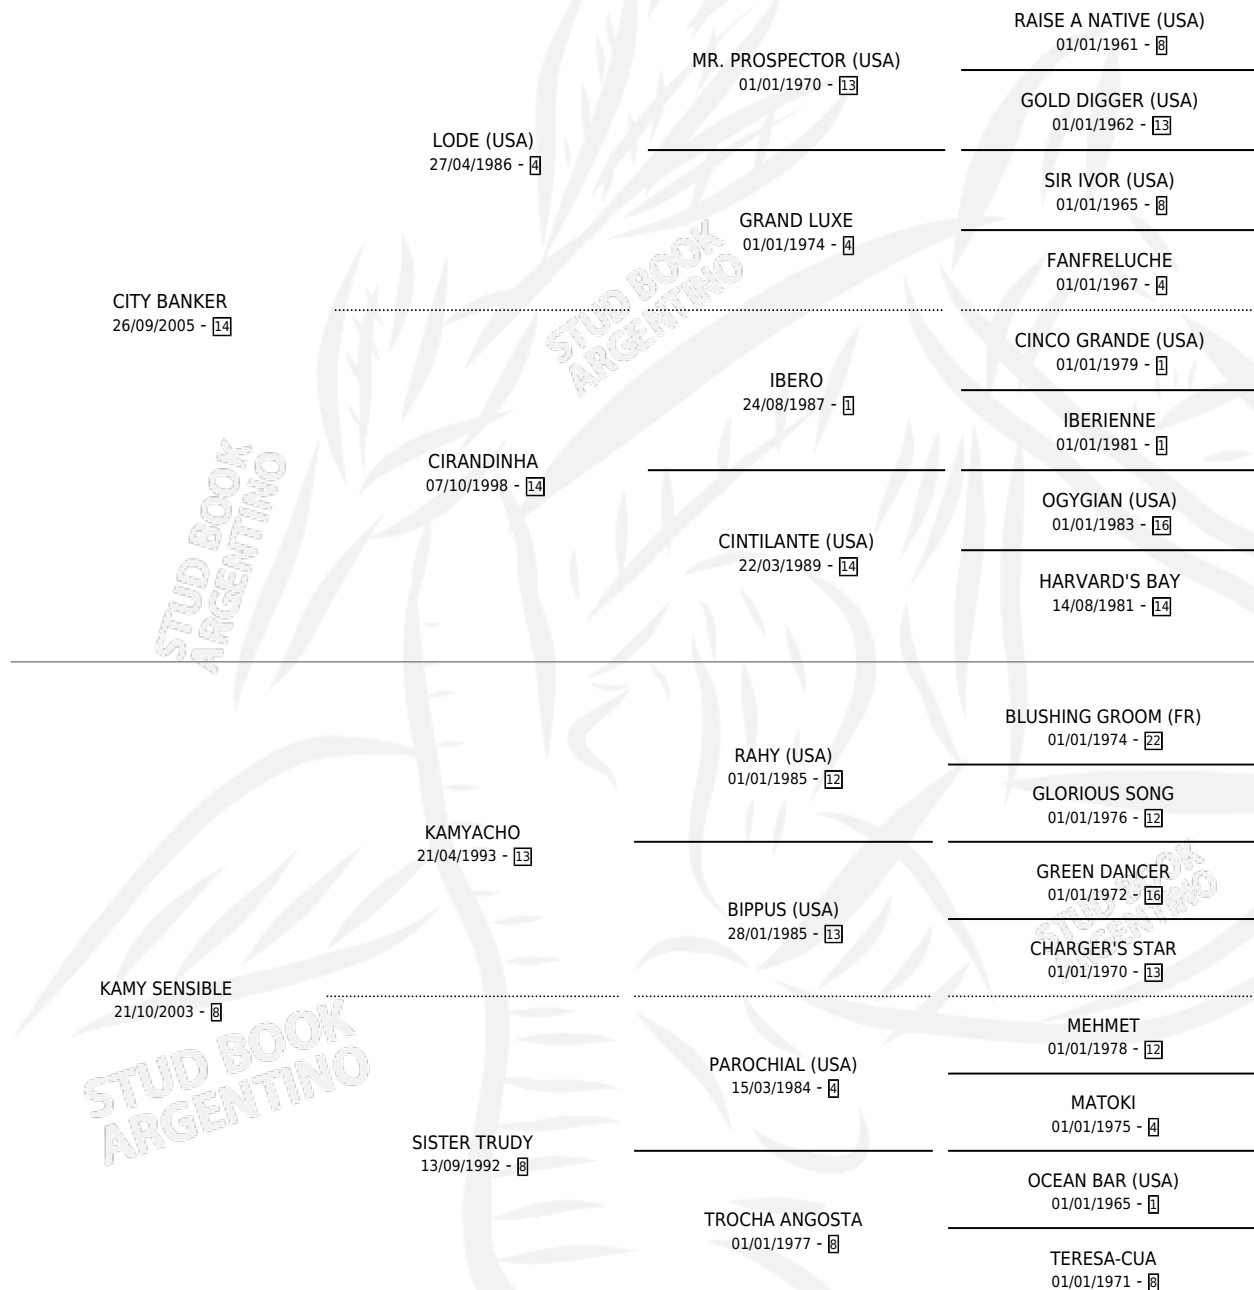 RAISE A NATIVE (USA)
01/01/1961 - 8
MR. PROSPECTOR (USA)
01/01/1970 - 13
GOLD DIGGER (USA)
01/01/1962 - 13
LODE (USA)
27/04/1986 - 4
SIR IVOR (USA)
01/01/1965 - 8
GRAND LUXE
01/01/1974 - 4
FANFRELUCHE
01/01/1967 - 4
CITY BANKER
26/09/2005 - 14
CINCO GRANDE (USA)
01/01/1979 - 1
IBERO
24/08/1987 - 1
IBERIENNE
01/01/1981 - 1
CIRANDINHA
07/10/1998 - 14
OGYGIAN (USA)
01/01/1983 - 16
CINTILANTE (USA)
22/03/1989 - 14
HARVARD'S BAY
14/08/1981 - 14
BLUSHING GROOM (FR)
01/01/1974 - 22
RAHY (USA)
01/01/1985 - 12
GLORIOUS SONG
01/01/1976 - 12
KAMYACHO
21/04/1993 - 13
GREEN DANCER
01/01/1972 - 16
BIPPUS (USA)
28/01/1985 - 13
CHARGER'S STAR
01/01/1970 - 13
KAMY SENSIBLE
21/10/2003 - 8
MEHMET
01/01/1978 - 12
PAROCHIAL (USA)
15/03/1984 - 4
MATOKI
01/01/1975 - 4
SISTER TRUDY
13/09/1992 - 8
OCEAN BAR (USA)
01/01/1965 - 1
TROCHA ANGOSTA
01/01/1977 - 8
TERESA-CUA
01/01/1971 - 8
STUD BOOK
ARGENTINO
STUD BOOK
ARGENTINO
STUD BOOK
ARGENTINO
STUD BOOK
ARGENTINO